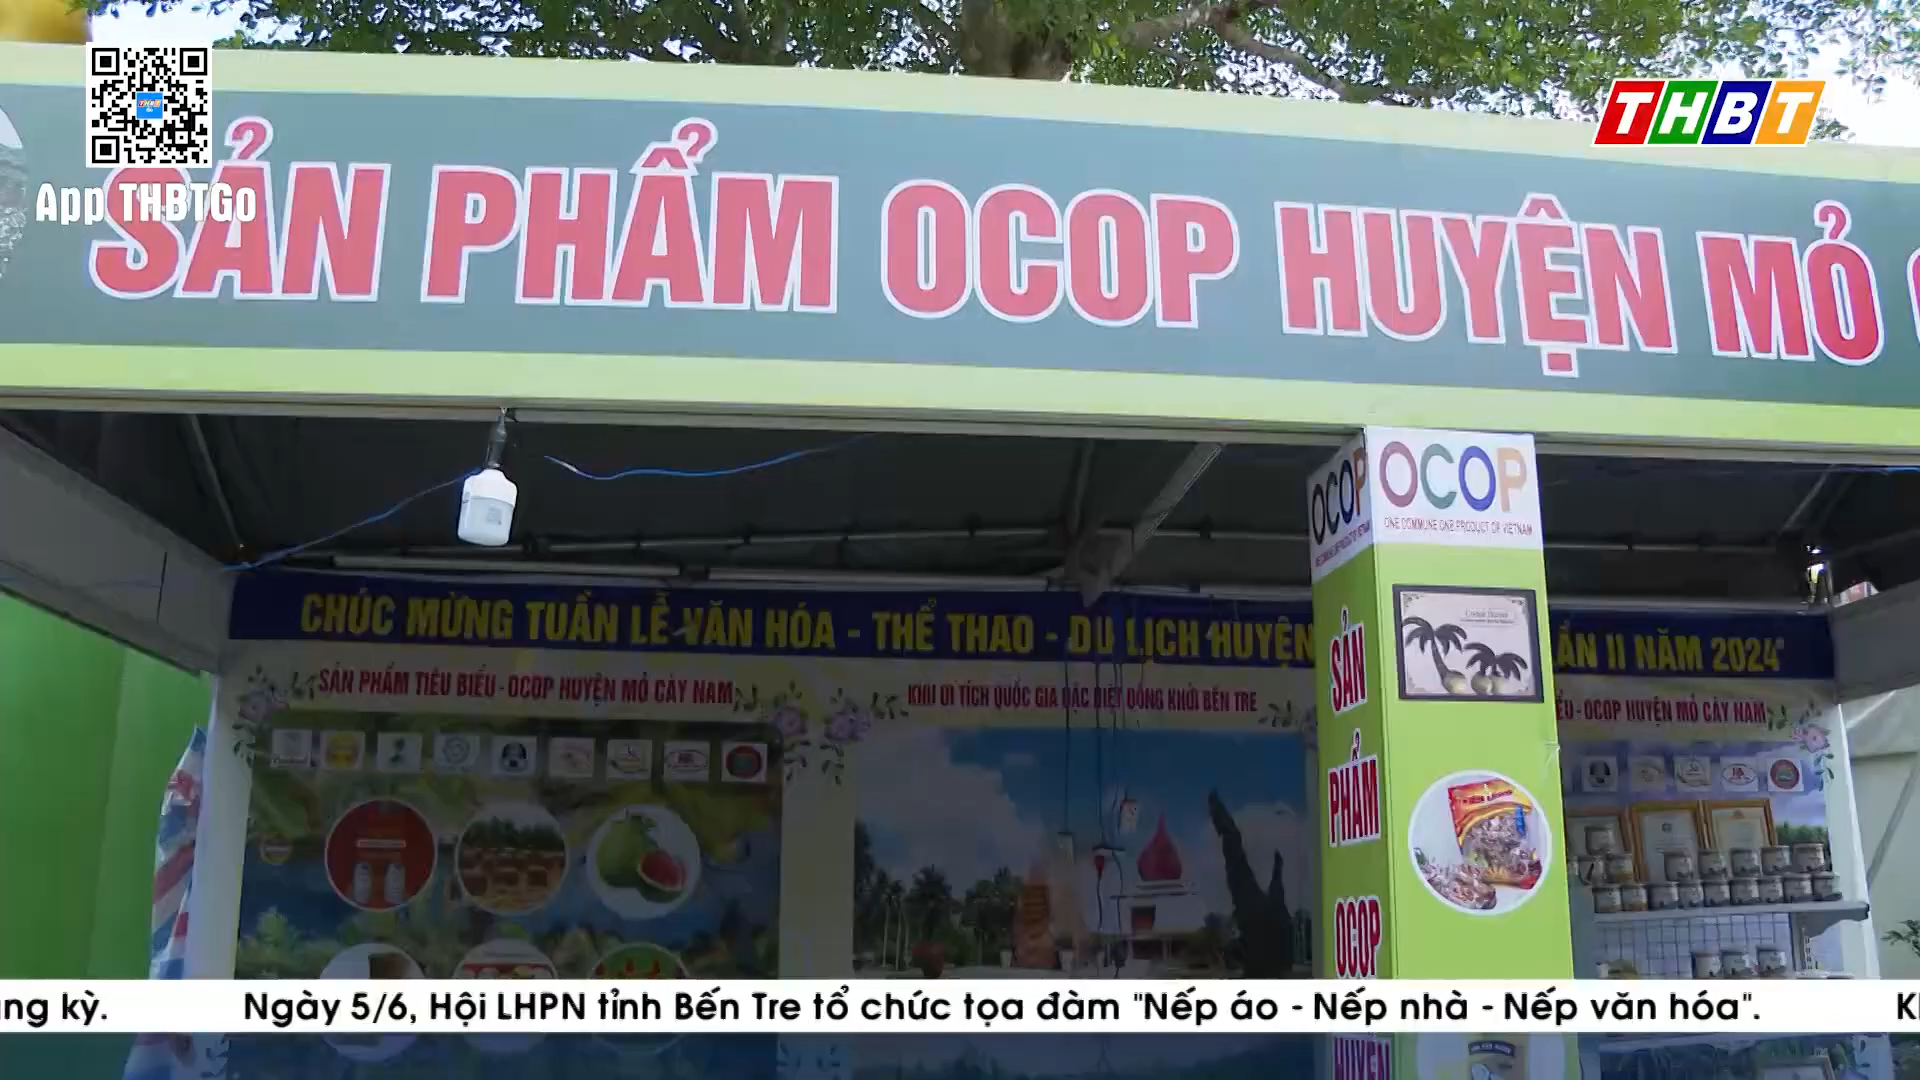 THBT
App THBTGo
SẢN PHẨM OCOP HUYỆN MỎ
OCOP
OCOP
ONE COMMUNE ONE PRODUCT OF VIETNAM
CHÚC MỪNG TUẦN LỄ VĂN HÓA - THỂ THAO - DU LỊCH HUYỆN
LẦN II NĂM 2024"
SẢN PHẨM TIÊU BIỂU - OCOP HUYỆN MỎ CÀY NAM
KHU DI TÍCH QUỐC GIA ĐẶC BIỆT ĐỒNG KHỞI BẾN TRE
ỂU - OCOP HUYỆN MỎ CÀY NAM
SẢN
PHẨM
OCOP
HUYỆN
ng kỳ.
Ngày 5/6, Hội LHPN tỉnh Bến Tre tổ chức tọa đàm "Nếp áo - Nếp nhà - Nếp văn hóa".